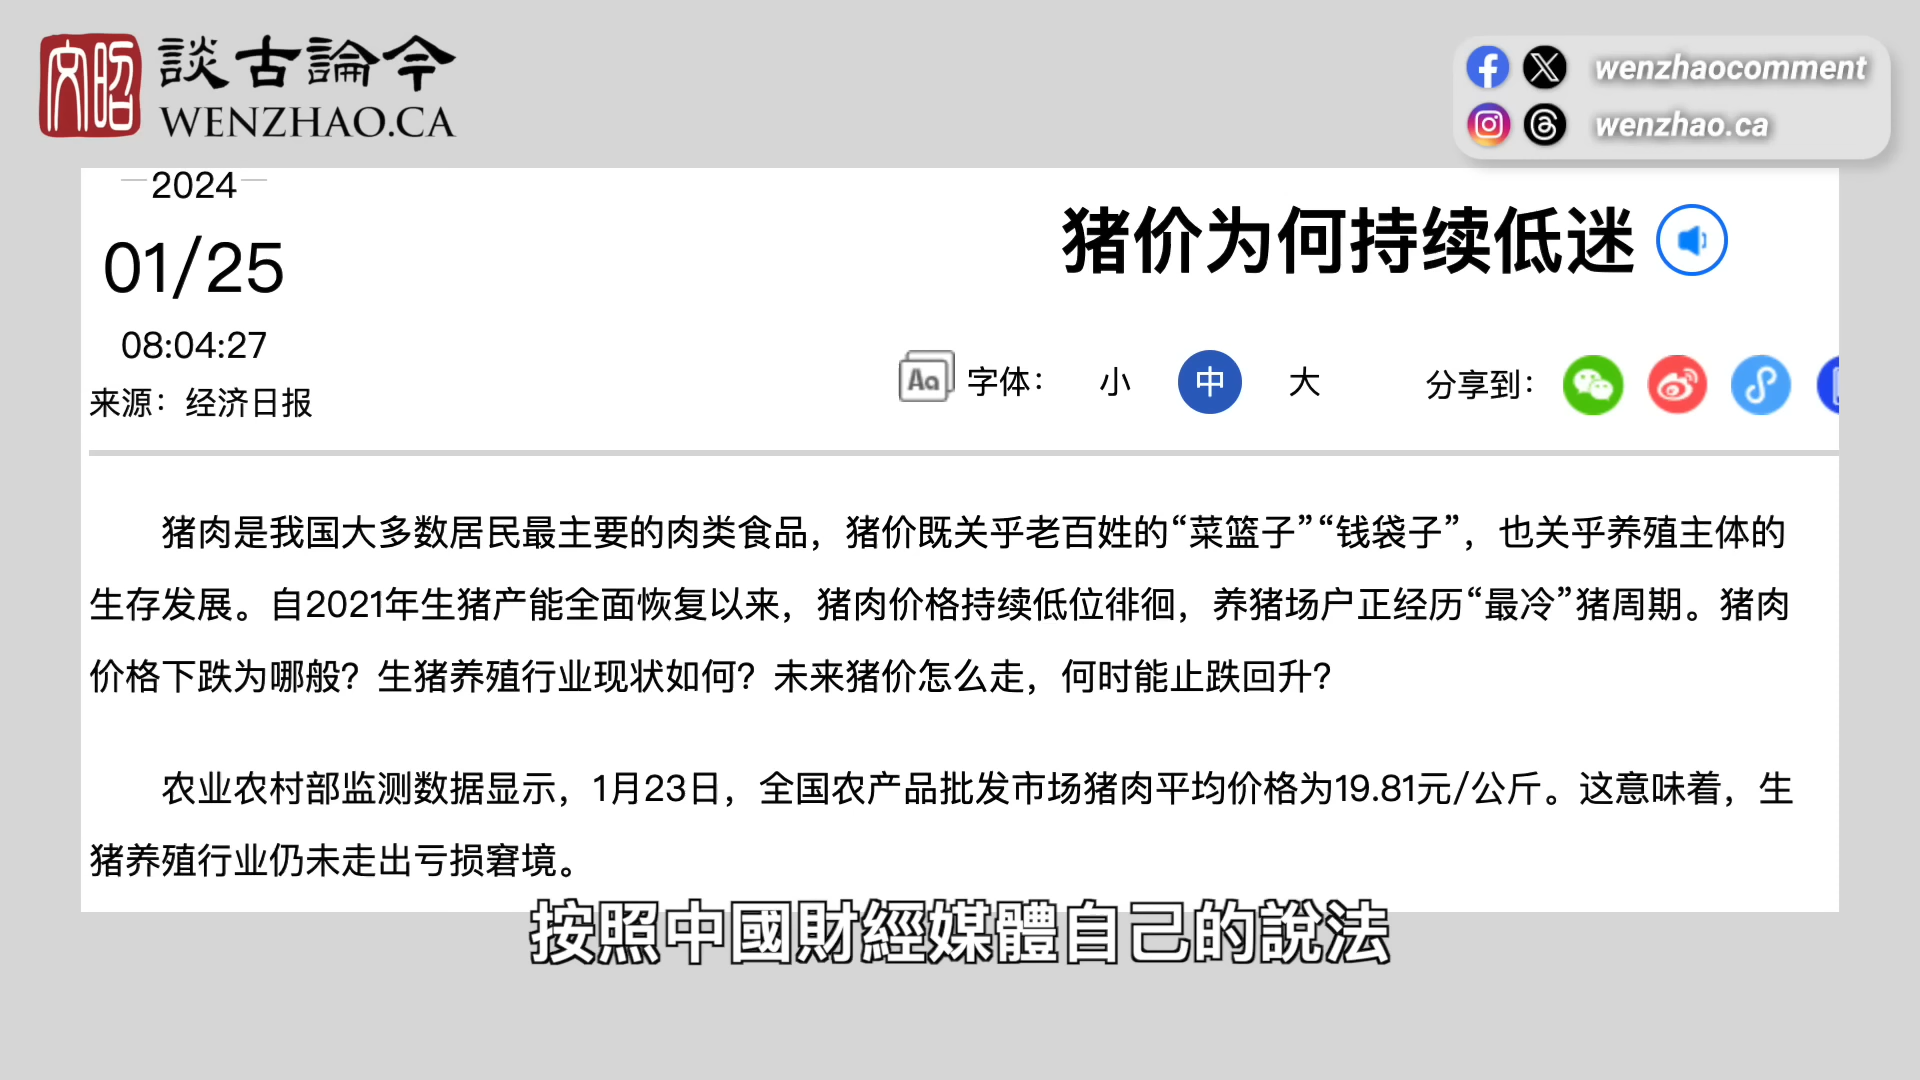 文昭
談古論今
WENZHAO.CA
wenzhaocomment
wenzhao.ca
2024
01/25
08:04:27
来源：经济日报
猪价为何持续低迷
Aa 字体： 小 中 大 分享到：
猪肉是我国大多数居民最主要的肉类食品，猪价既关乎老百姓的“菜篮子”“钱袋子”，也关乎养殖主体的
生存发展。自2021年生猪产能全面恢复以来，猪肉价格持续低位徘徊，养猪场户正经历“最冷”猪周期。猪肉
价格下跌为哪般？生猪养殖行业现状如何？未来猪价怎么走，何时能止跌回升？
农业农村部监测数据显示，1月23日，全国农产品批发市场猪肉平均价格为19.81元/公斤。这意味着，生
猪养殖行业仍未走出亏损窘境。
按照中國財經媒體自己的說法